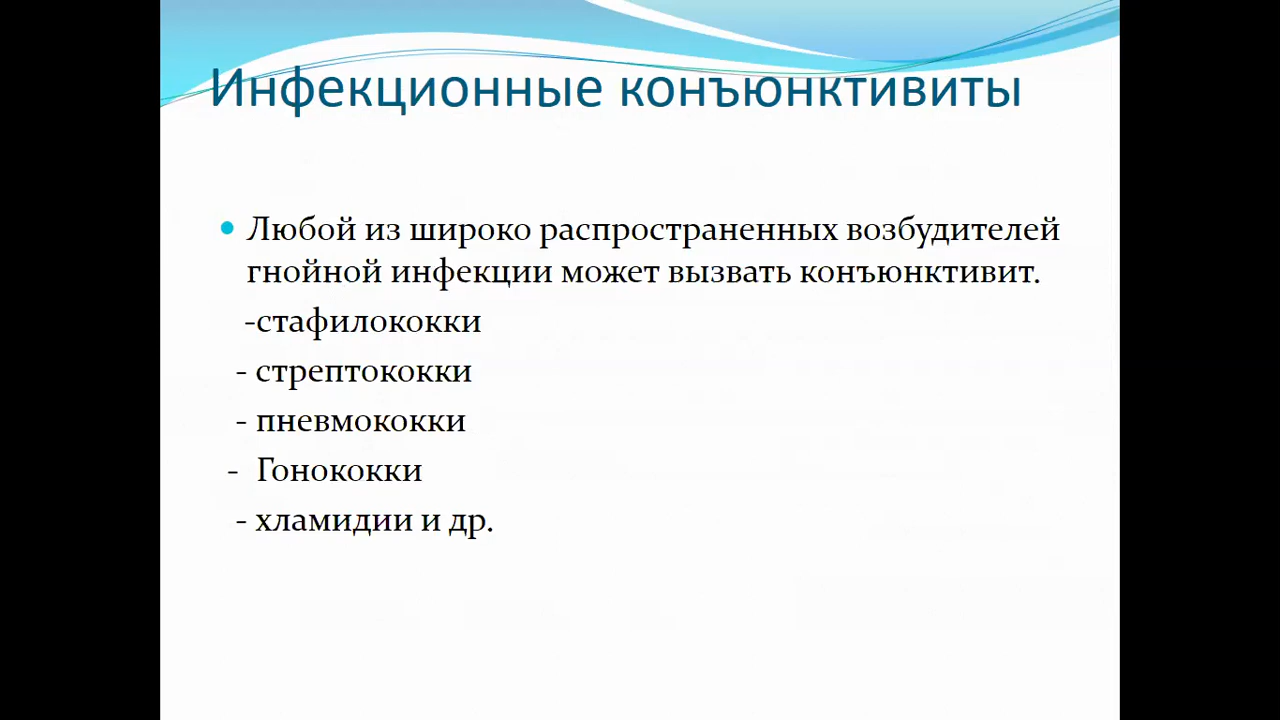 Инфекционные конъюнктивиты
Любой из широко распространенных возбудителей
гнойной инфекции может вызвать конъюнктивит.
-стафилококки
- стрептококки
- пневмококки
- Гонококки
- хламидии и др.